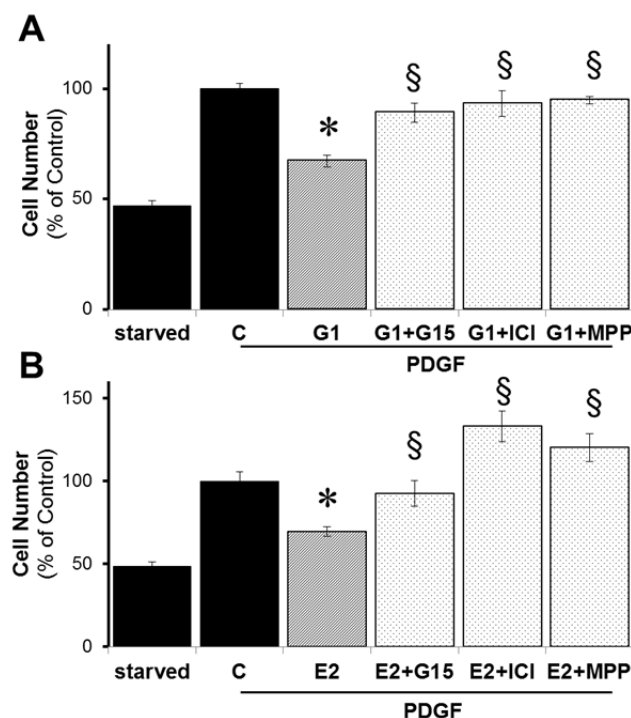 A
Cell Number
(% of Control)
100
50
0
*
§
§
§
starved
C
G1
G1+G15
G1+ICI
G1+MPP
PDGF
B
Cell Number
(% of Control)
150
100
50
0
*
§
§
§
starved
C
E2
E2+G15
E2+ICI
E2+MPP
PDGF